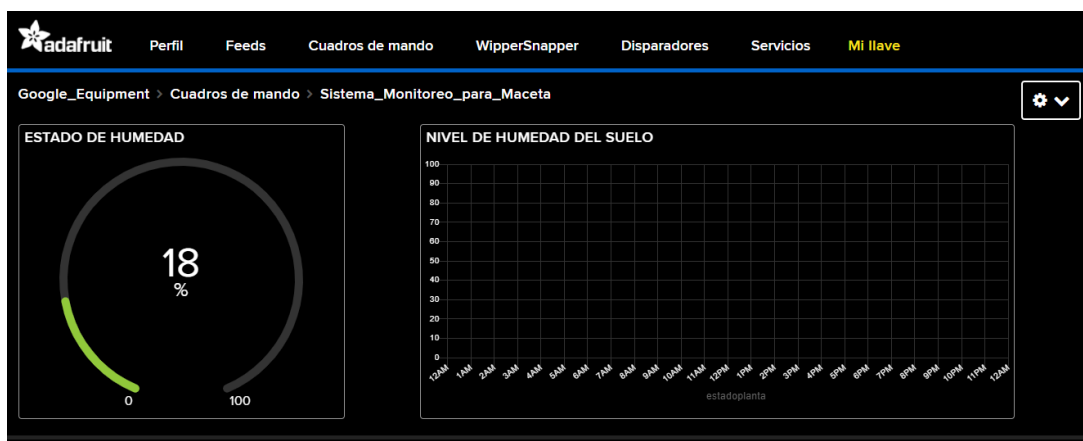 adafruit Perfil Feeds Cuadros de mando WipperSnapper Disparadores Servicios Mi llave
Google_Equipment > Cuadros de mando > Sistema_Monitoreo_para_Maceta
ESTADO DE HUMEDAD
18
%
0 100
NIVEL DE HUMEDAD DEL SUELO
100
90
80
70
60
50
40
30
20
10
0
12AM 1AM 2AM 3AM 4AM 5AM 6AM 7AM 8AM 9AM 10AM 11AM 12PM 1PM 2PM 3PM 4PM 5PM 6PM 7PM 8PM 9PM 10PM 11PM 12AM
estadoplanta